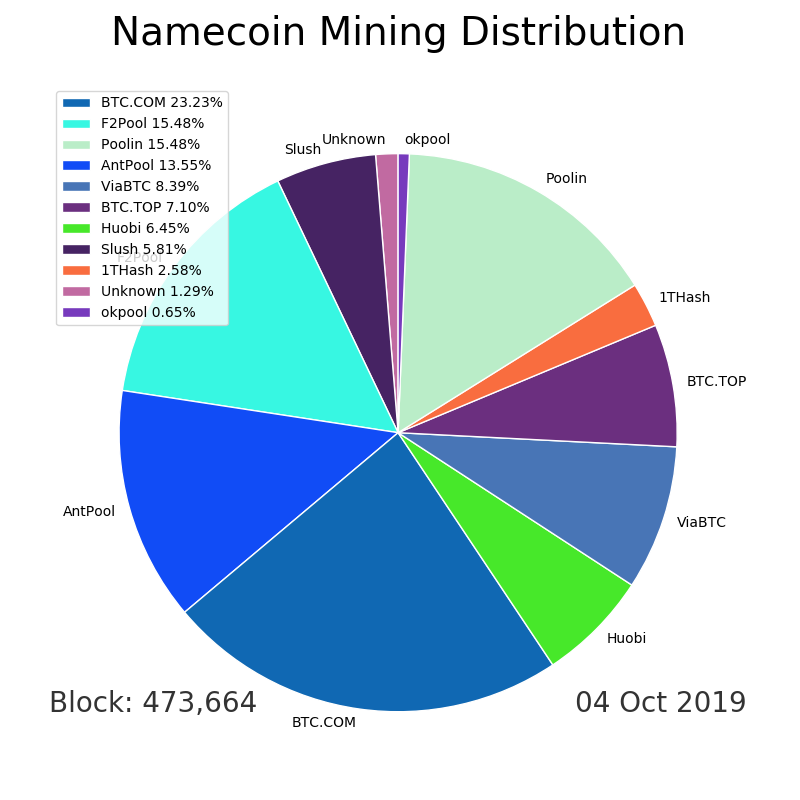 Namecoin Mining Distribution
BTC.COM 23.23%
F2Pool 15.48%
Poolin 15.48%
AntPool 13.55%
ViaBTC 8.39%
BTC.TOP 7.10%
Huobi 6.45%
Slush 5.81%
1THash 2.58%
Unknown 1.29%
okpool 0.65%
Unknown
okpool
Slush
Poolin
F2Pool
1THash
BTC.TOP
AntPool
ViaBTC
Huobi
BTC.COM
Block: 473,664
04 Oct 2019